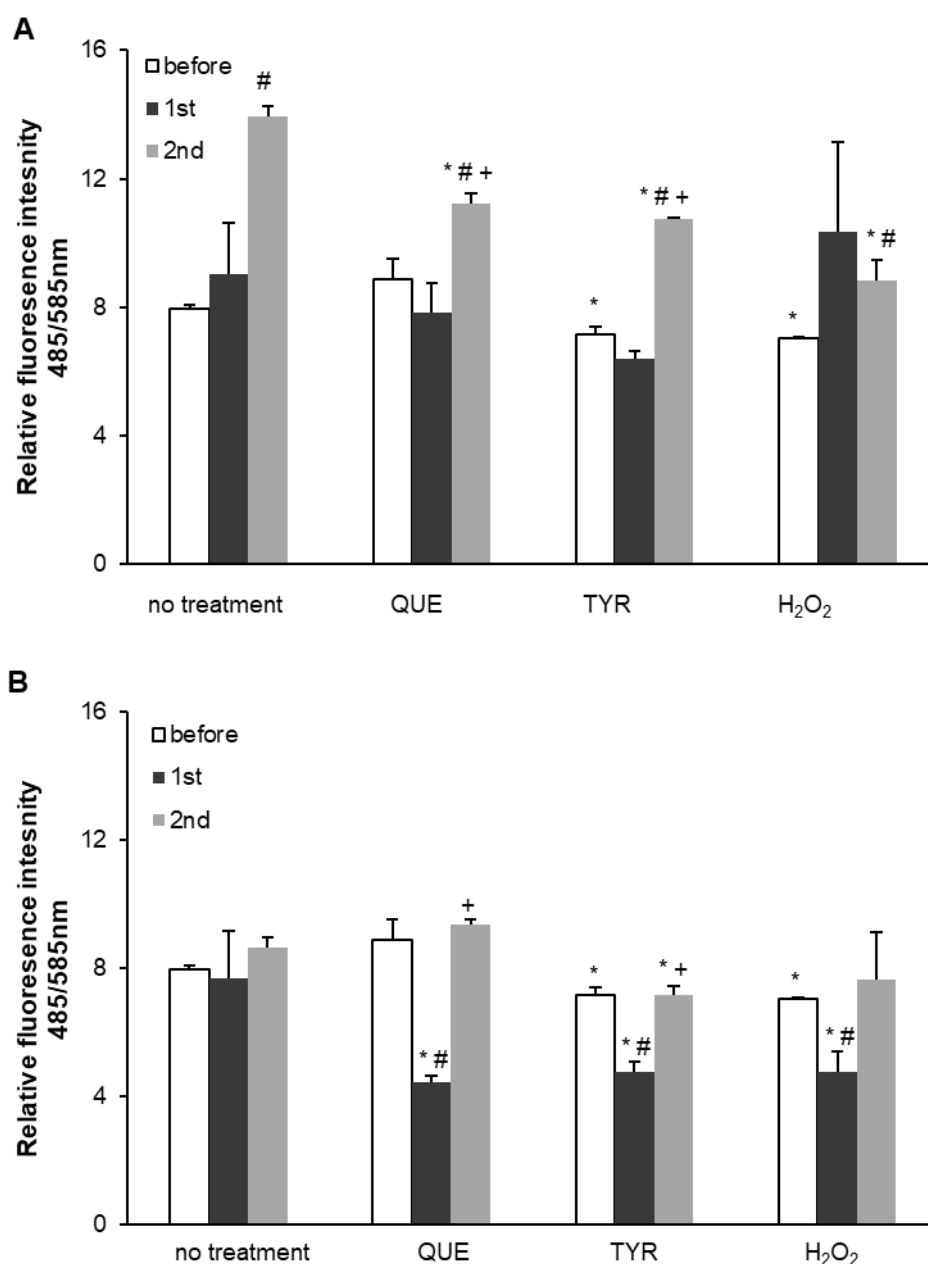 A
16
12
8
4
0
Relative fluoresence intesnity
485/585nm
before
1st
2nd
#
* # +
*
* # +
*
* #
no treatment QUE TYR H₂O₂
B
16
12
8
4
0
Relative fluoresence intesnity
485/585nm
before
1st
2nd
* #
+
*
* #
* +
*
* #
no treatment QUE TYR H₂O₂